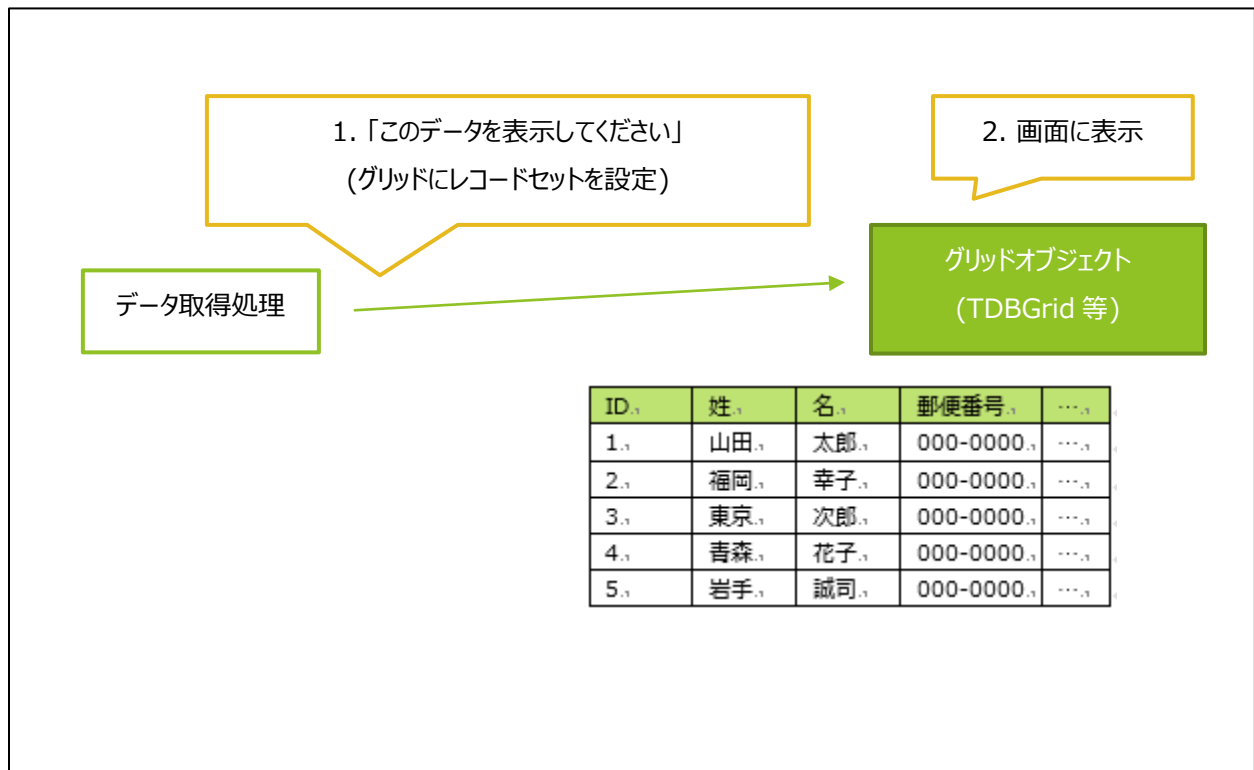 1. 「このデータを表示してください」
(グリッドにレコードセットを設定)
2. 画面に表示
データ取得処理
グリッドオブジェクト
(TDBGrid 等)
ID 姓 名 郵便番号 …
1 山田 太郎 000-0000 …
2 福岡 幸子 000-0000 …
3 東京 次郎 000-0000 …
4 青森 花子 000-0000 …
5 岩手 誠司 000-0000 …